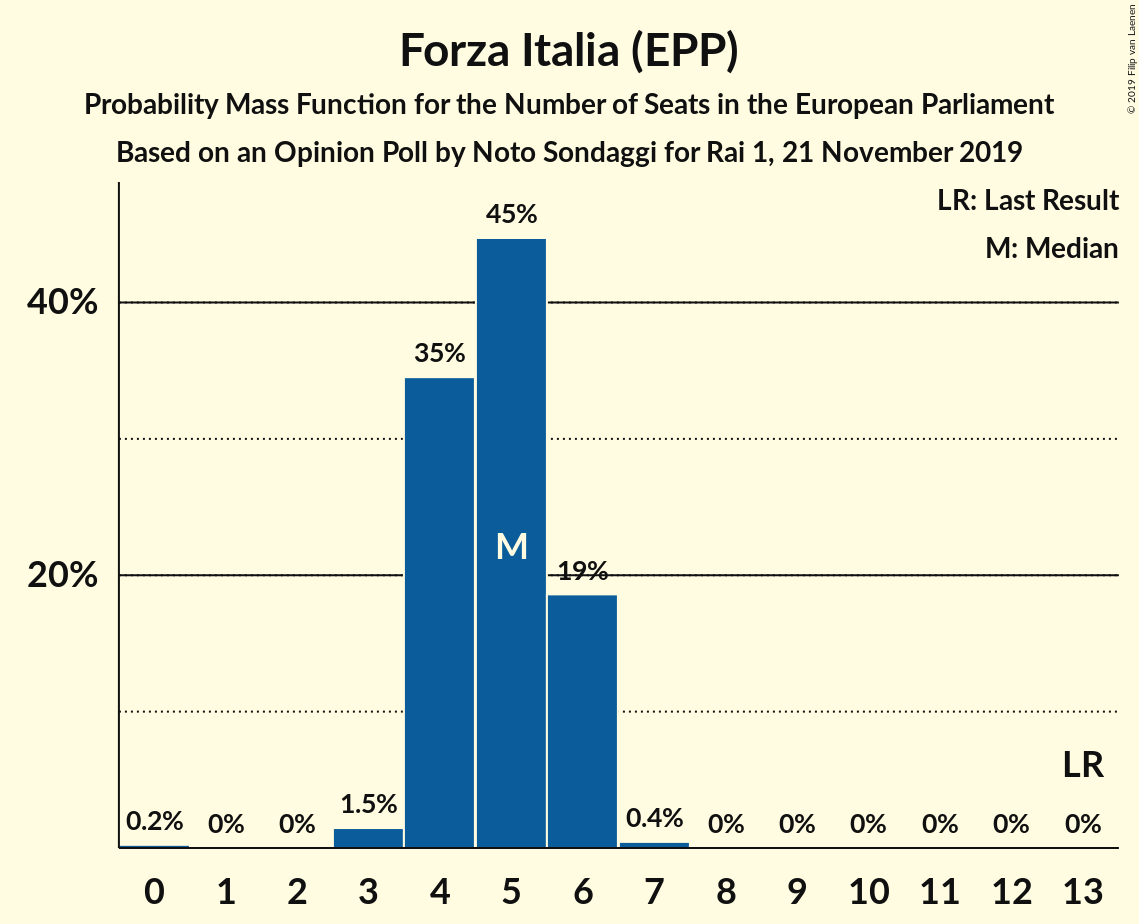 Forza Italia (EPP)
Probability Mass Function for the Number of Seats in the European Parliament
Based on an Opinion Poll by Noto Sondaggi for Rai 1, 21 November 2019
© 2019 Filip van Laenen
LR: Last Result
M: Median
45%
40%
35%
M
20%
19%
LR
0.2% 0% 0% 1.5% 0.4% 0% 0% 0% 0% 0% 0%
0 1 2 3 4 5 6 7 8 9 10 11 12 13